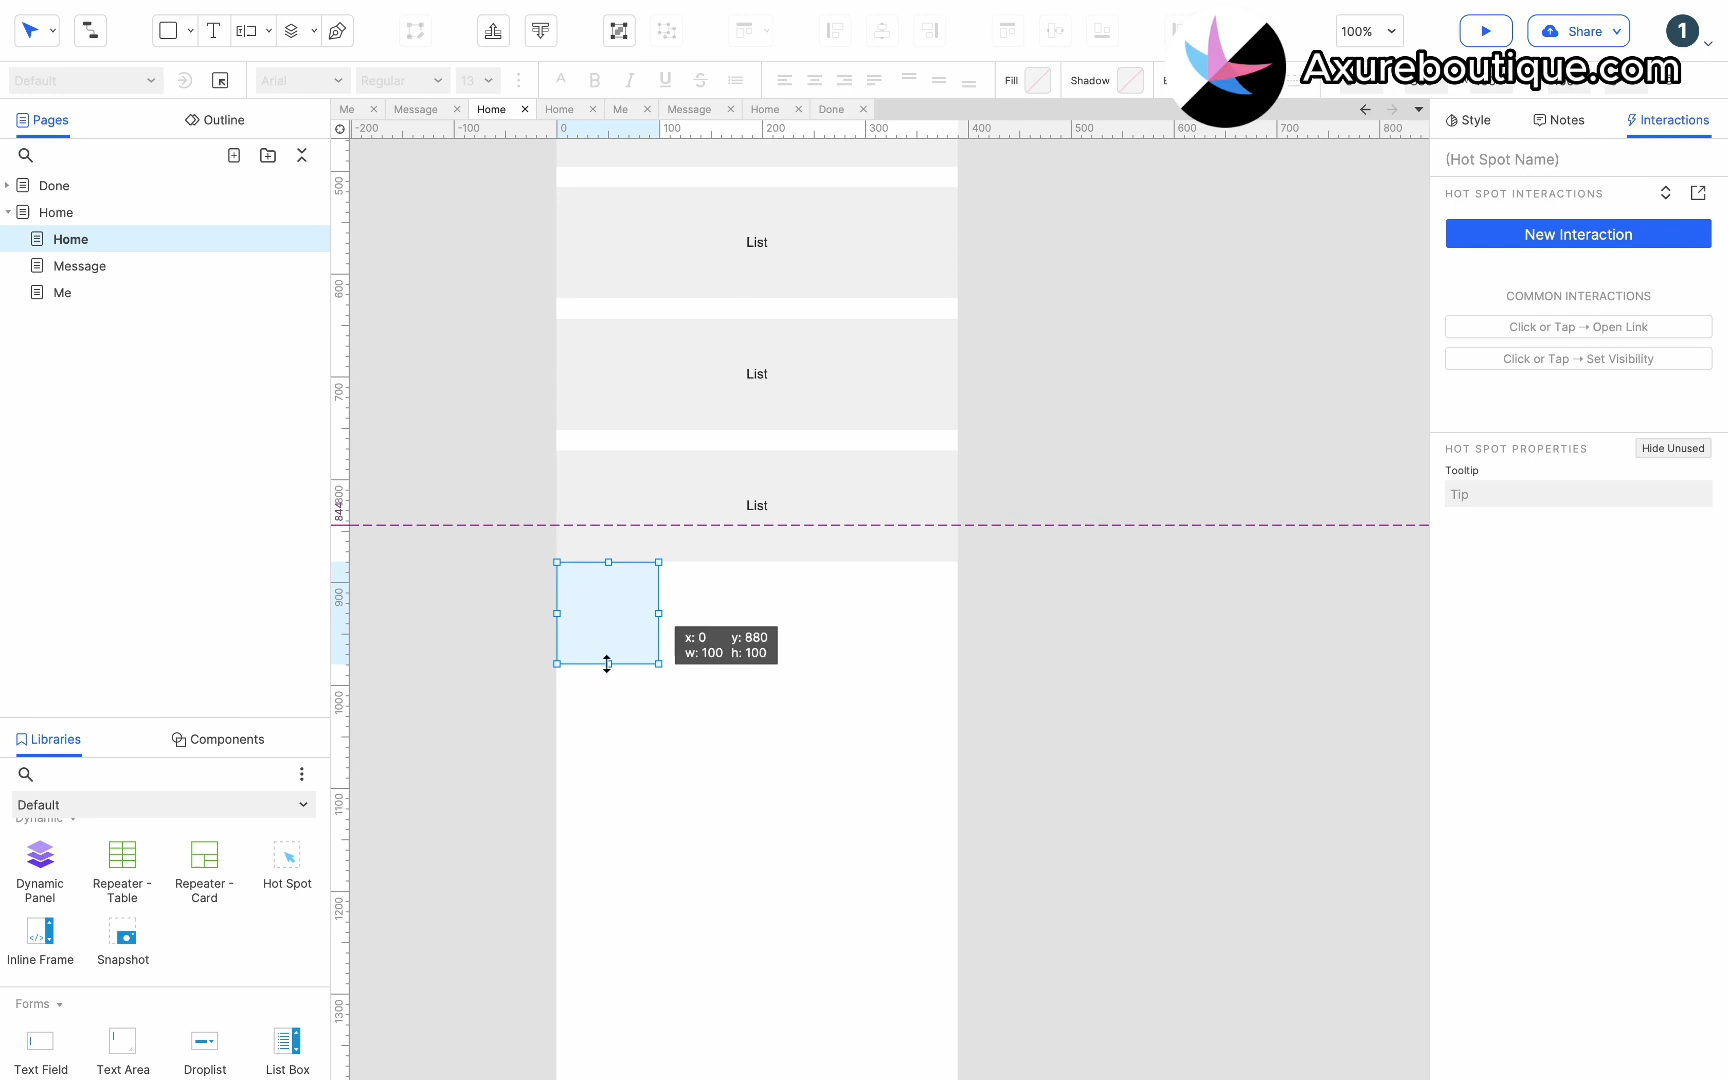 100%
Share
1
Axureboutique.com
Default
Arial
Regular
13
Fill
Shadow
Me
Message
Home
Home
Me
Message
Home
Done
Pages
Outline
Done
Home
Home
Message
Me
-200
-100
0
100
200
300
400
500
600
700
800
500
600
700
800
844
900
1000
1100
1200
1300
List
List
List
x: 0 y: 880
w: 100 h: 100
Style
Notes
Interactions
(Hot Spot Name)
HOT SPOT INTERACTIONS
New Interaction
COMMON INTERACTIONS
Click or Tap → Open Link
Click or Tap → Set Visibility
HOT SPOT PROPERTIES
Hide Unused
Tooltip
Tip
Libraries
Components
Default
Dynamic
Dynamic Panel
Repeater - Table
Repeater - Card
Hot Spot
Inline Frame
Snapshot
Forms
Text Field
Text Area
Droplist
List Box